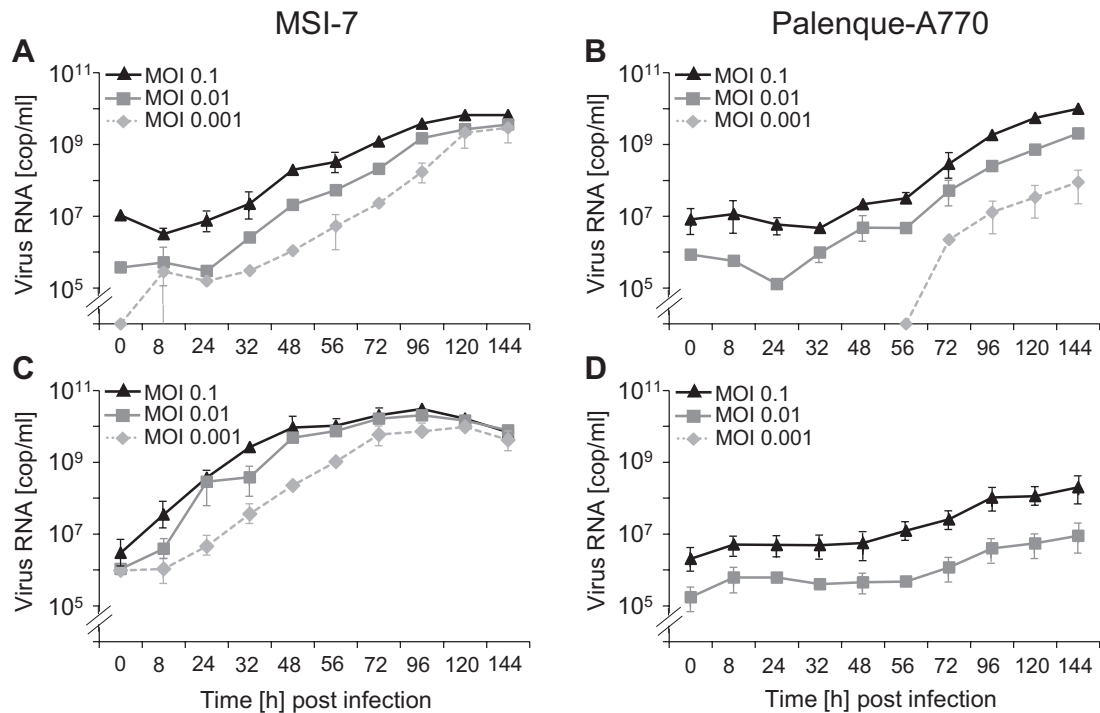 MSI-7
Palenque-A770
A
10¹¹
10⁹
10⁷
10⁵
Virus RNA [cop/ml]
MOI 0.1
MOI 0.01
MOI 0.001
0 8 24 32 48 56 72 96 120 144
B
10¹¹
10⁹
10⁷
10⁵
Virus RNA [cop/ml]
MOI 0.1
MOI 0.01
MOI 0.001
0 8 24 32 48 56 72 96 120 144
C
10¹¹
10⁹
10⁷
10⁵
Virus RNA [cop/ml]
MOI 0.1
MOI 0.01
MOI 0.001
0 8 24 32 48 56 72 96 120 144
Time [h] post infection
D
10¹¹
10⁹
10⁷
10⁵
Virus RNA [cop/ml]
MOI 0.1
MOI 0.01
MOI 0.001
0 8 24 32 48 56 72 96 120 144
Time [h] post infection